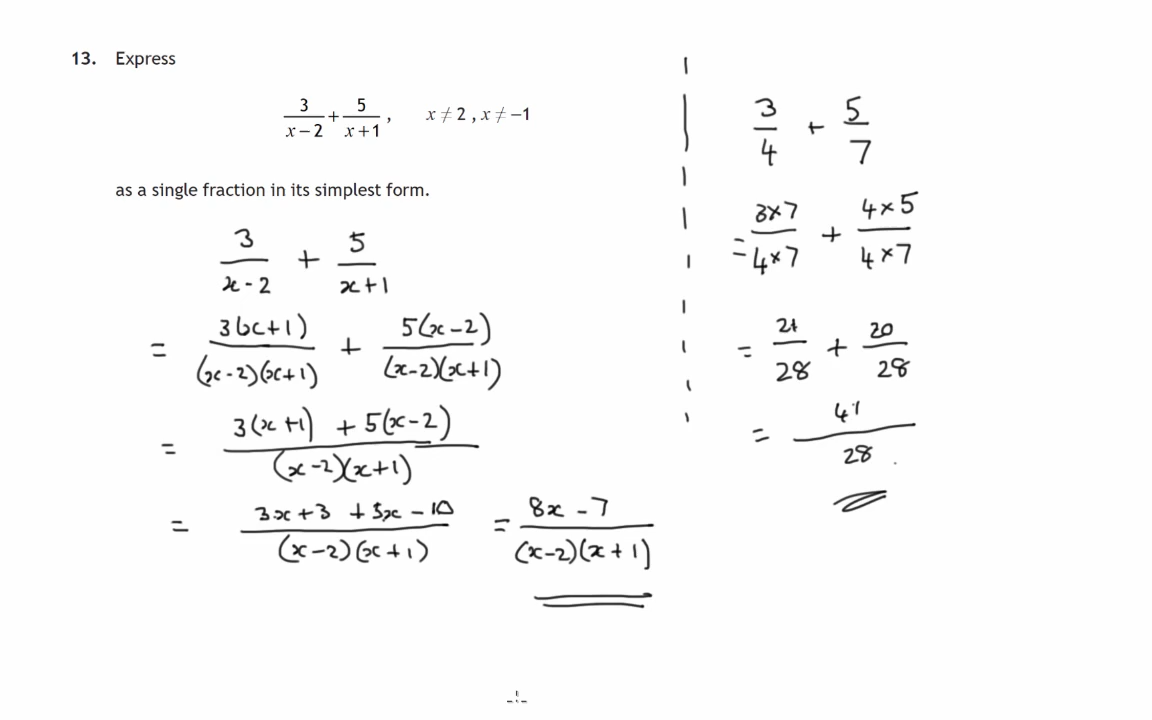 13. Express
3/(x − 2) + 5/(x + 1), x ≠ 2 , x ≠ −1
as a single fraction in its simplest form.
3/(x - 2) + 5/(x + 1)
= 3(x + 1)/((x - 2)(x + 1)) + 5(x - 2)/((x - 2)(x + 1))
= (3(x + 1) + 5(x - 2))/((x - 2)(x + 1))
= (3x + 3 + 5x - 10)/((x - 2)(x + 1)) = (8x - 7)/((x - 2)(x + 1))
3/4 + 5/7
= (3 × 7)/(4 × 7) + (4 × 5)/(4 × 7)
= 21/28 + 20/28
= 41/28